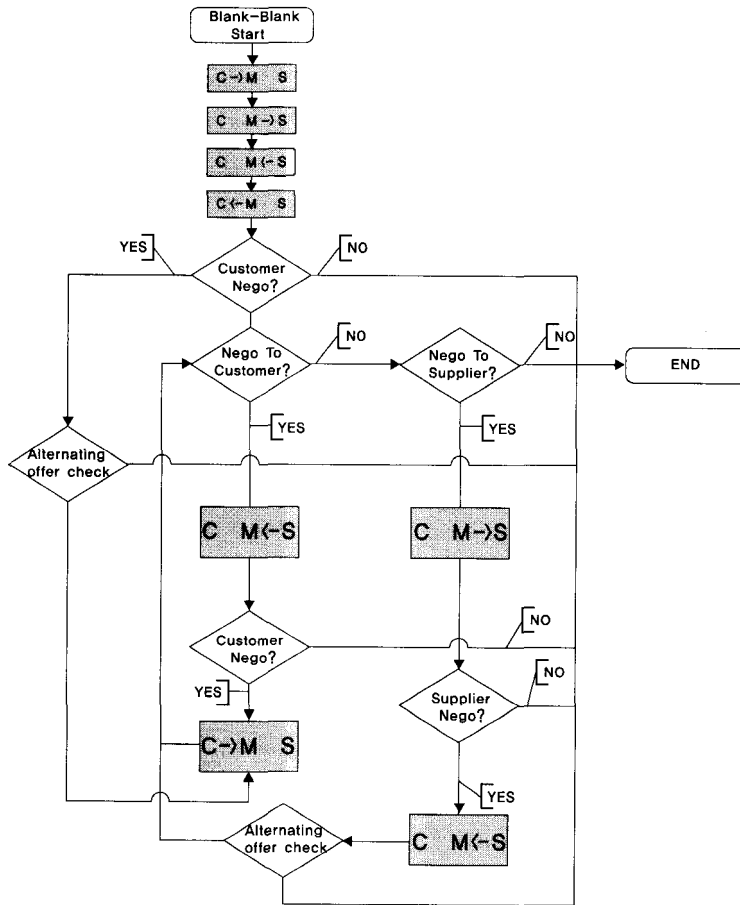 Blank-Blank
Start
C->M S
C M->S
C M<-S
C<-M S
YES
NO
Customer
Nego?
Nego To
Customer?
NO
Nego To
Supplier?
NO
END
YES
YES
Alternating
offer check
C M<-S
C M->S
Customer
Nego?
NO
NO
YES
Supplier
Nego?
C->M S
YES
Alternating
offer check
C M<-S